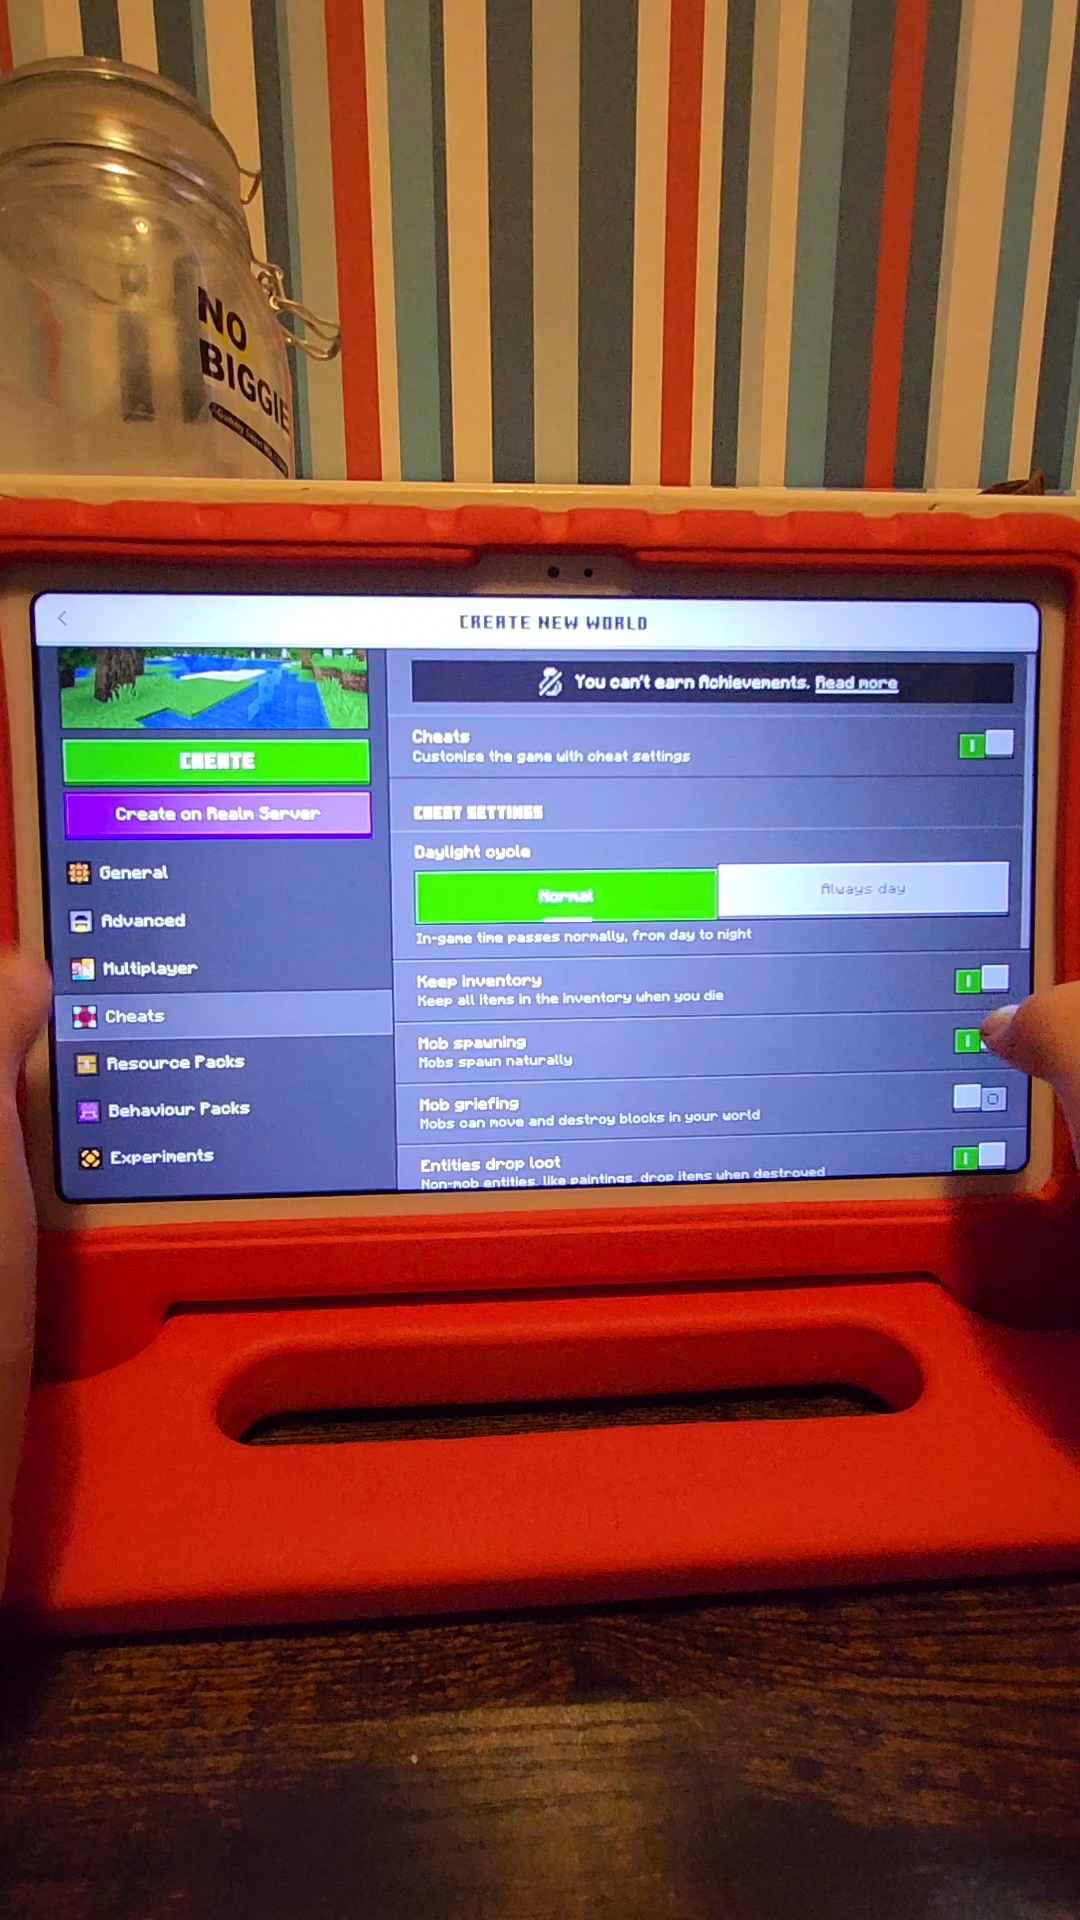 NO
BIGGIE
CREATE NEW WORLD
You can't earn Achievements. Read more
CREATE
Create on Realm Server
General
Advanced
Multiplayer
Cheats
Resource Packs
Behaviour Packs
Experiments
Cheats
Customise the game with cheat settings
CHEAT SETTINGS
Daylight cycle
Normal
Always day
In-game time passes normally, from day to night
Keep inventory
Keep all items in the inventory when you die
Mob spawning
Mobs spawn naturally
Mob griefing
Mobs can move and destroy blocks in your world
Entities drop loot
Non-mob entities, like paintings, drop items when destroyed